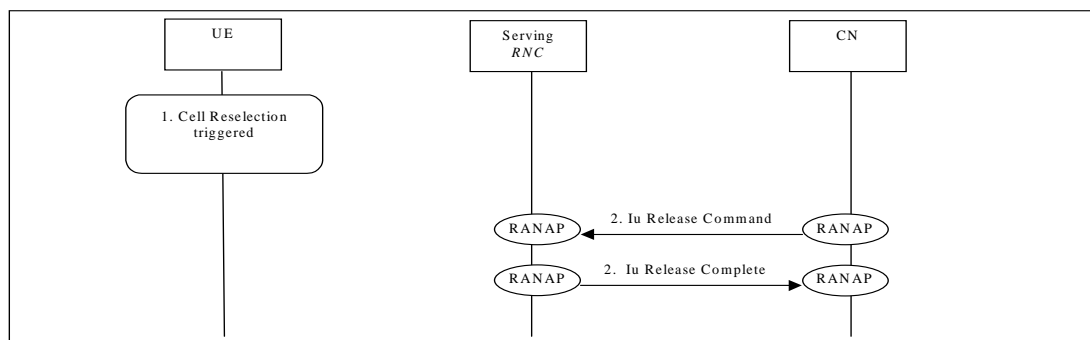 UE
Serving
RNC
CN
1. Cell Reselection
triggered
2. Iu Release Command
RANAP
RANAP
2. Iu Release Complete
RANAP
RANAP